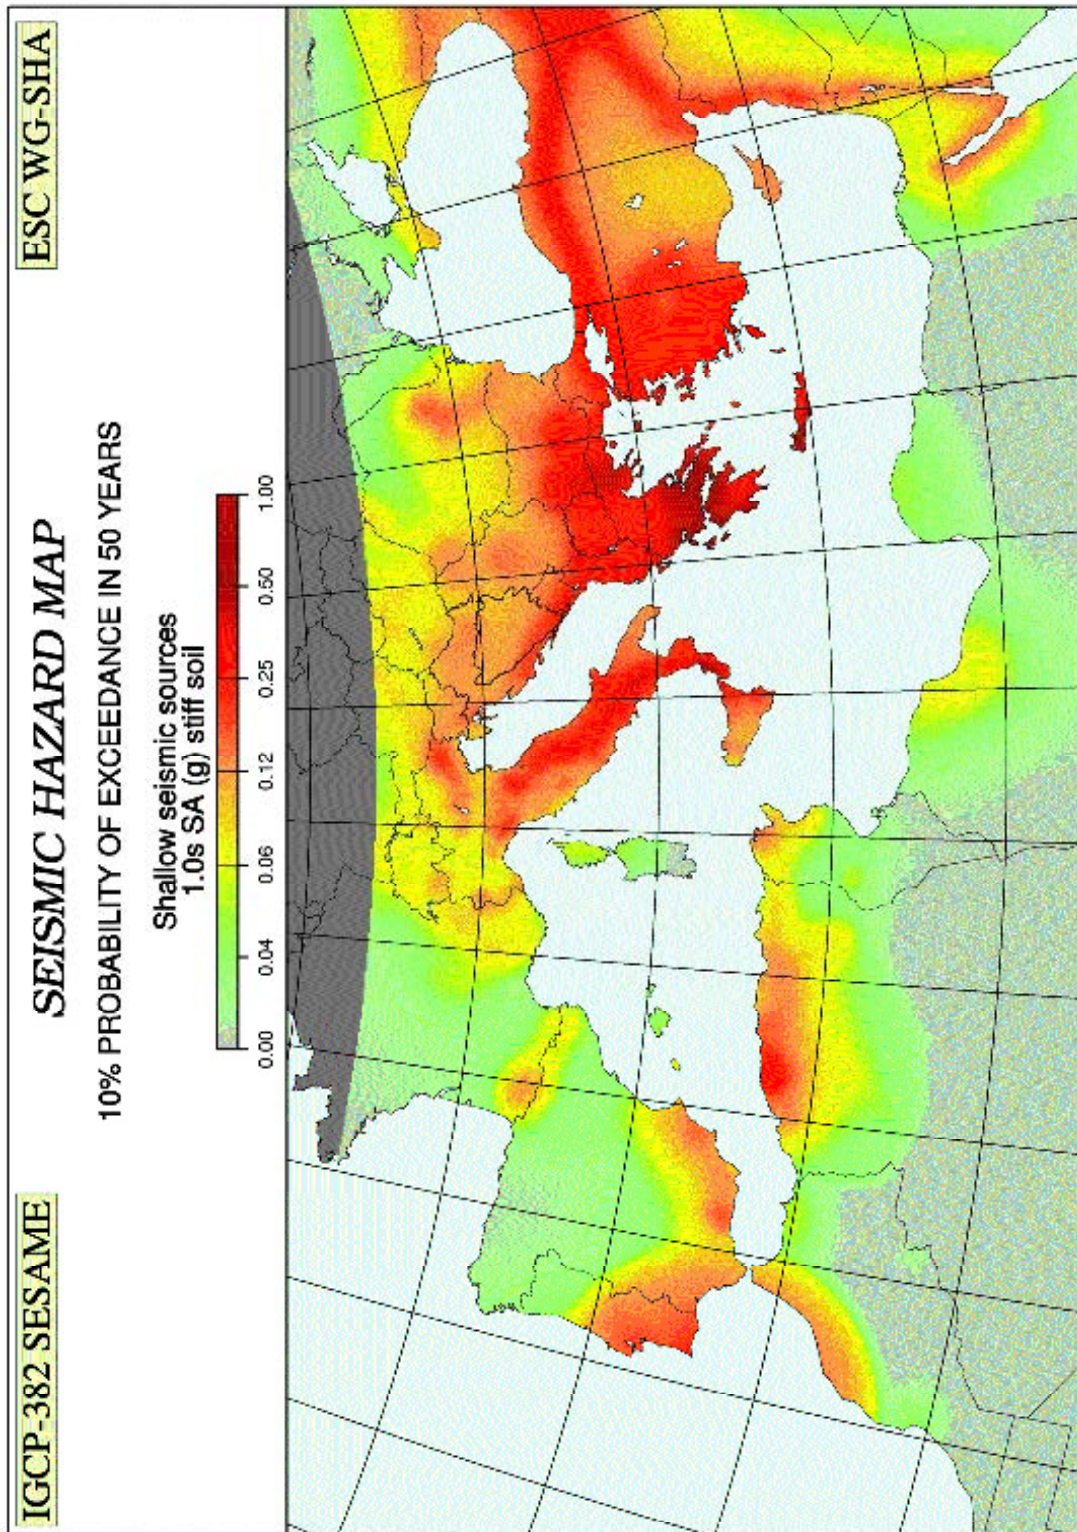 IGCP-382 SESAME
ESC WG-SHA
SEISMIC HAZARD MAP
10% PROBABILITY OF EXCEEDANCE IN 50 YEARS
Shallow seismic sources
1.0s SA (g) stiff soil
0.00 0.04 0.06 0.12 0.25 0.50 1.00